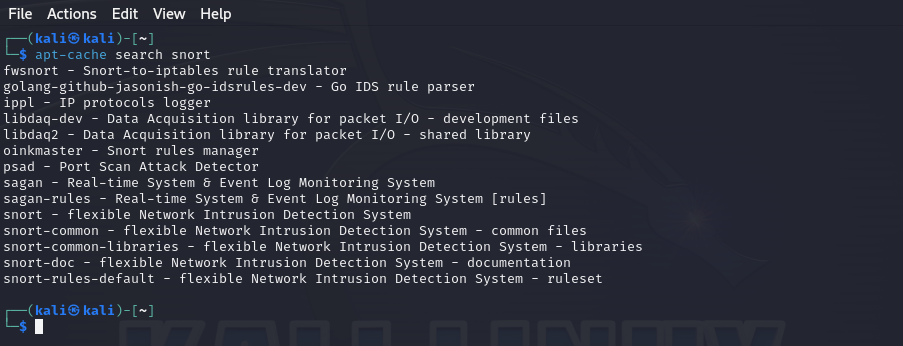 File Actions Edit View Help
┌──(kali㉿kali)-[~]
└─$ apt-cache search snort
fwsnort - Snort-to-iptables rule translator
golang-github-jasonish-go-idsrules-dev - Go IDS rule parser
ippl - IP protocols logger
libdaq-dev - Data Acquisition library for packet I/O - development files
libdaq2 - Data Acquisition library for packet I/O - shared library
oinkmaster - Snort rules manager
psad - Port Scan Attack Detector
sagan - Real-time System & Event Log Monitoring System
sagan-rules - Real-time System & Event Log Monitoring System [rules]
snort - flexible Network Intrusion Detection System
snort-common - flexible Network Intrusion Detection System - common files
snort-common-libraries - flexible Network Intrusion Detection System - libraries
snort-doc - flexible Network Intrusion Detection System - documentation
snort-rules-default - flexible Network Intrusion Detection System - ruleset
┌──(kali㉿kali)-[~]
└─$